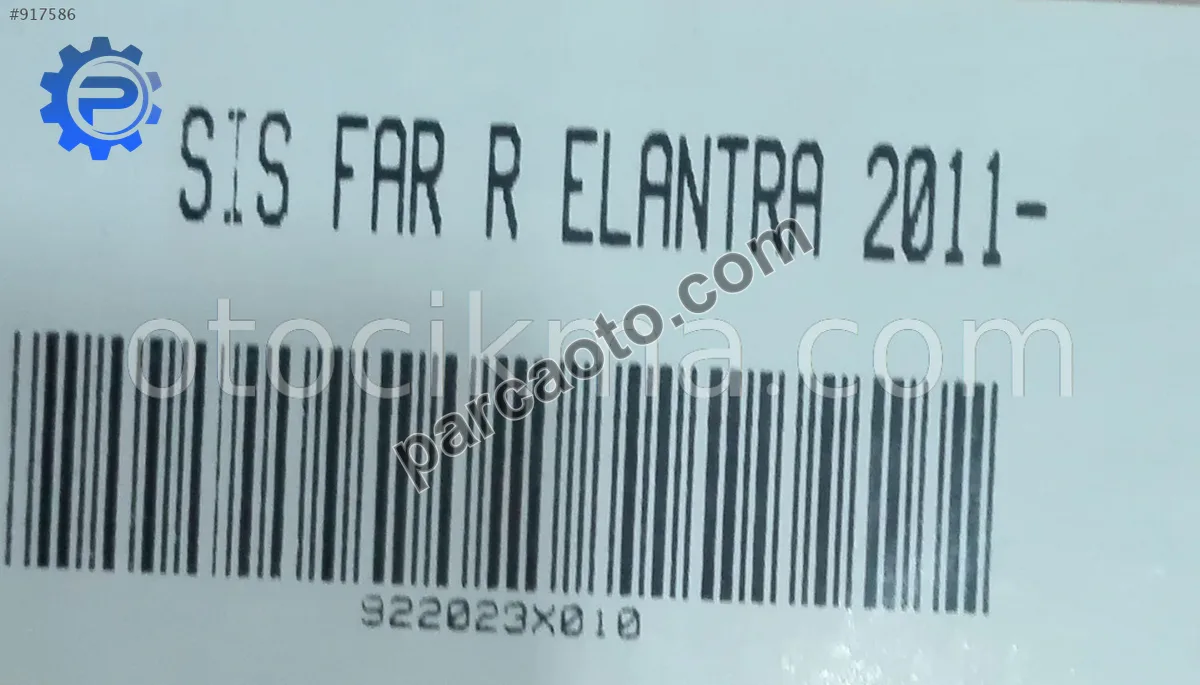 #917586
SIS FAR R ELANTRA 2011-
otocikma.com
parcaoto.com
922023X010